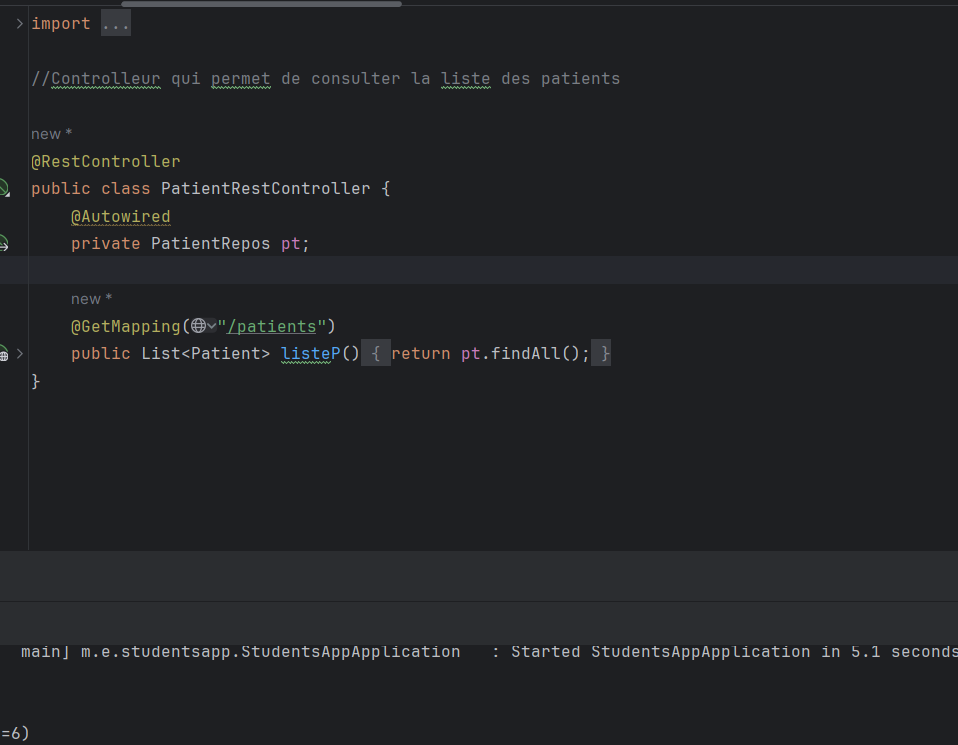 import ...
//Controlleur qui permet de consulter la liste des patients
new *
@RestController
public class PatientRestController {
@Autowired
private PatientRepos pt;
new *
@GetMapping("/patients")
public List<Patient> listeP() { return pt.findAll(); }
}
main] m.e.studentsapp.StudentsAppApplication : Started StudentsAppApplication in 5.1 seconds
=6)